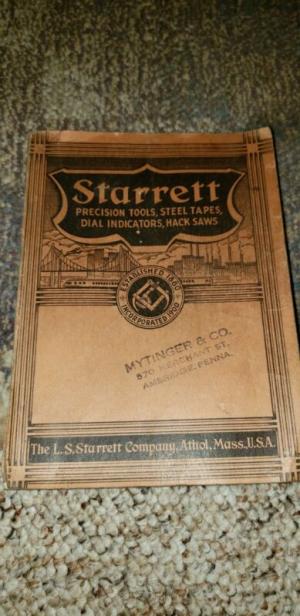 Starrett
PRECISION TOOLS, STEEL TAPES,
DIAL INDICATORS, HACK SAWS
ESTABLISHED 1880
INCORPORATED 1900
MYTINGER & CO.
570 MERCHANT ST,
AMBRIDGE, PENNA.
The L.S. Starrett Company, Athol, Mass., U.S.A.